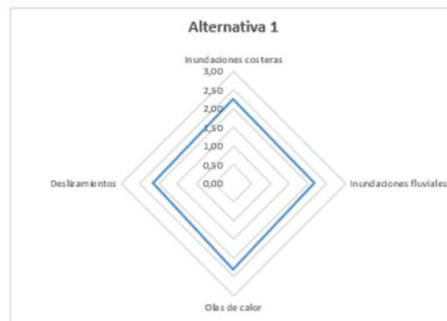 Alternativa 1
Inundaciones costeras
3,00
2,50
2,00
1,50
1,00
0,50
Deslizamientos
0,00
Inundaciones fluviales
Olas de calor